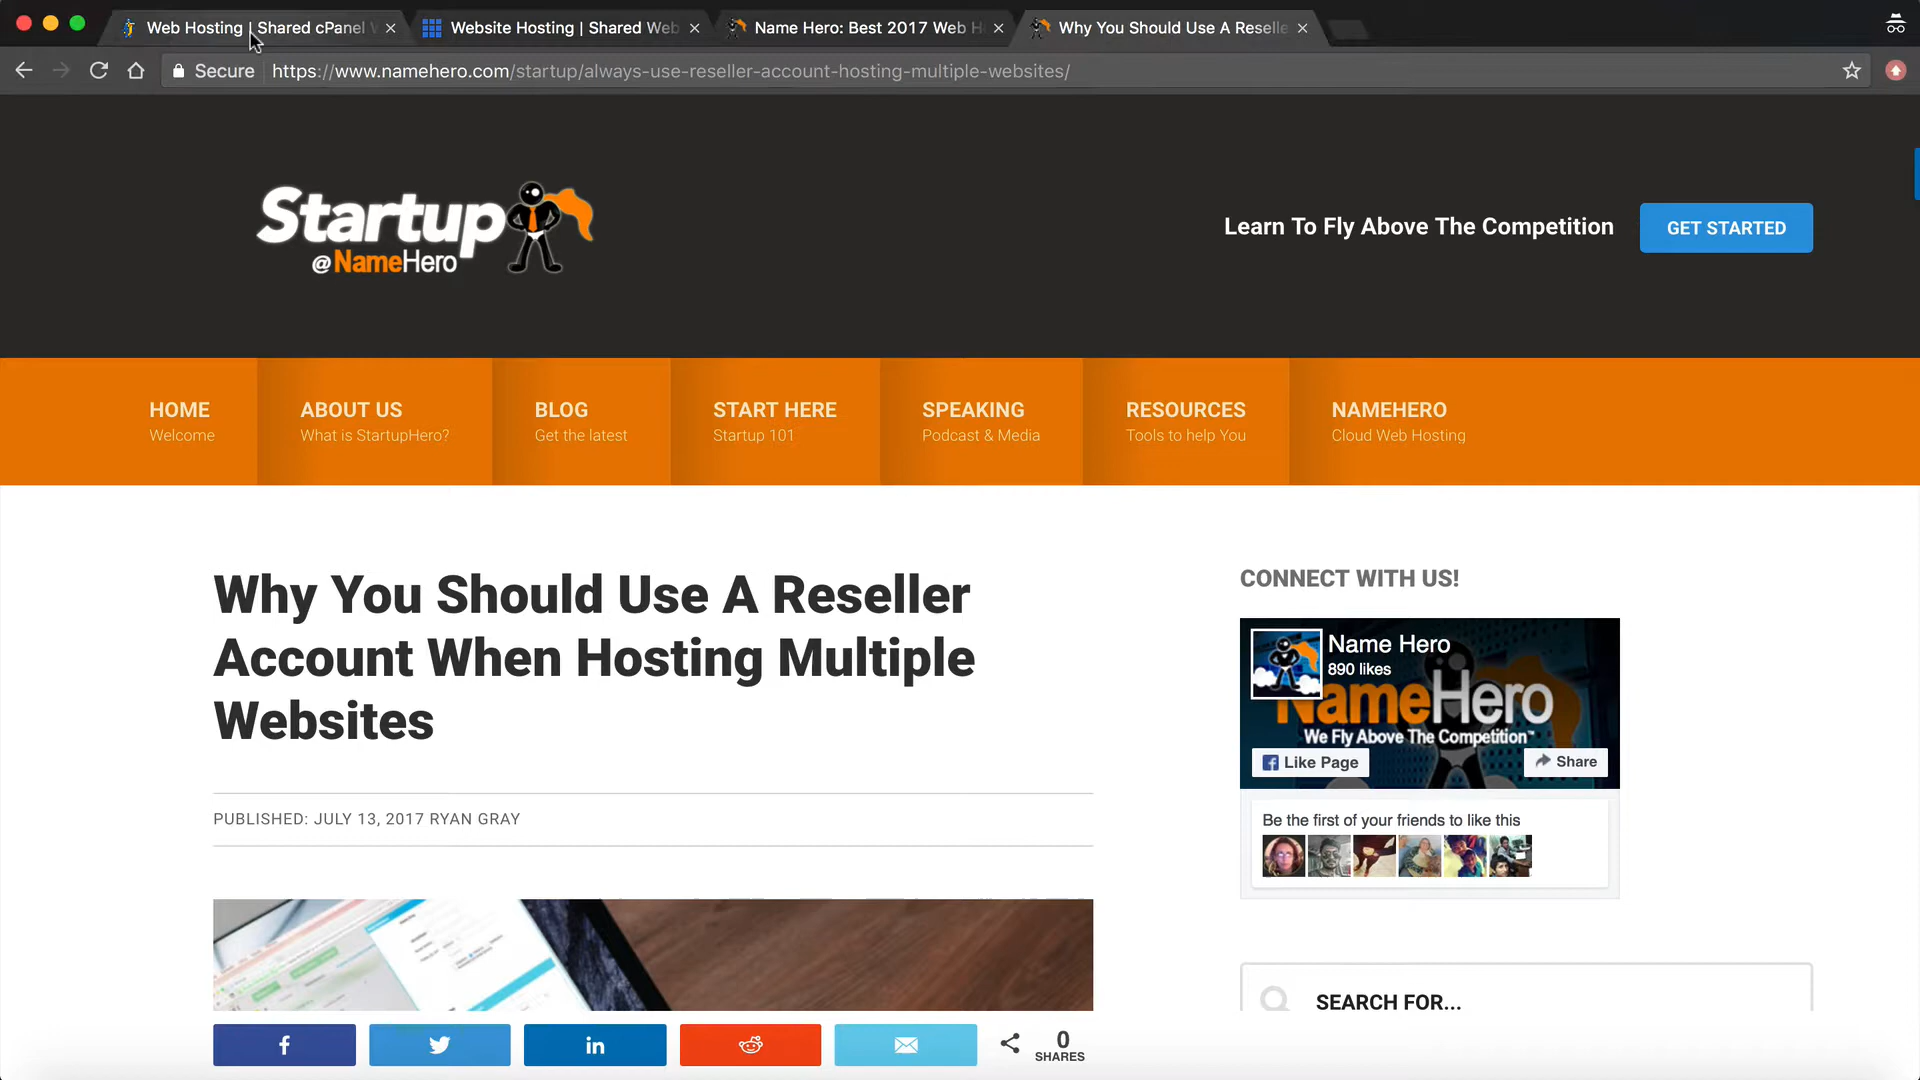 Web Hosting | Shared cPanel
Website Hosting | Shared Web
Name Hero: Best 2017 Web H
Why You Should Use A Reselle
Secure
https://www.namehero.com/startup/always-use-reseller-account-hosting-multiple-websites/
Startup
@NameHero
Learn To Fly Above The Competition
GET STARTED
HOME
Welcome
ABOUT US
What is StartupHero?
BLOG
Get the latest
START HERE
Startup 101
SPEAKING
Podcast & Media
RESOURCES
Tools to help You
NAMEHERO
Cloud Web Hosting
Why You Should Use A Reseller
Account When Hosting Multiple
Websites
PUBLISHED: JULY 13, 2017 RYAN GRAY
CONNECT WITH US!
Name Hero
890 likes
NameHero
We Fly Above The Competition™
Like Page
Share
Be the first of your friends to like this
SEARCH FOR...
0
SHARES